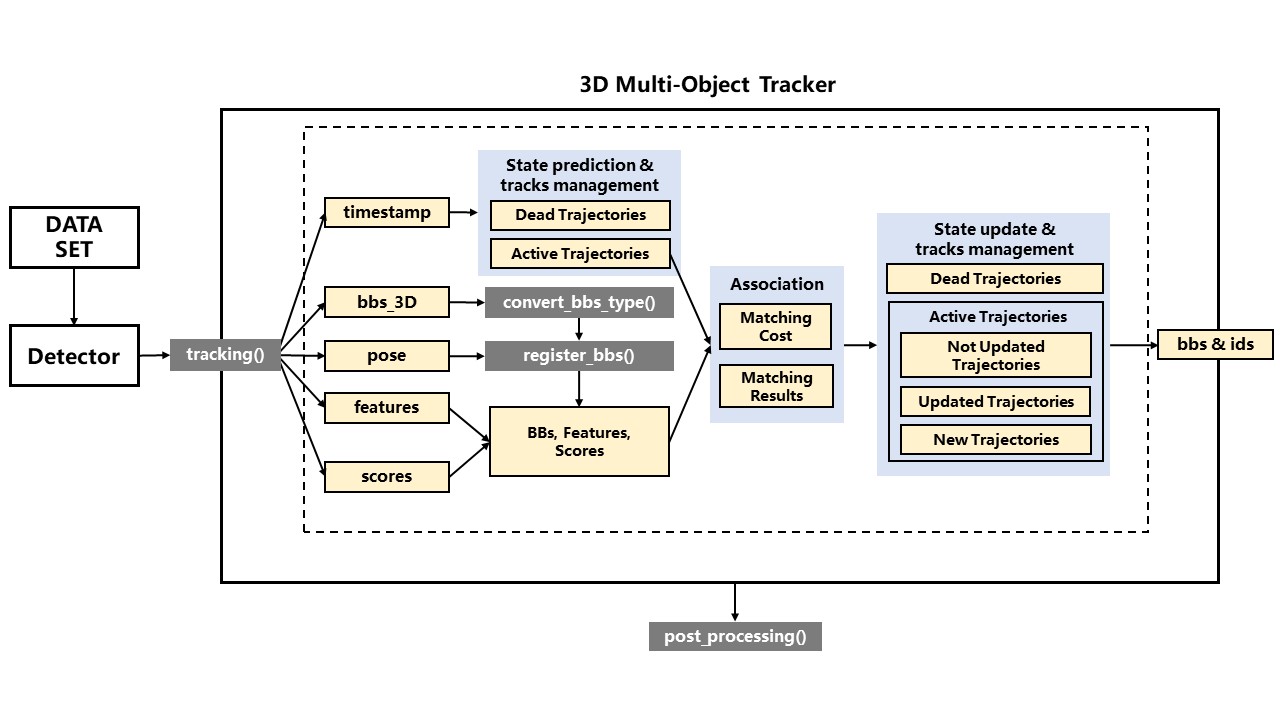 3D Multi-Object Tracker
DATA
SET
Detector
tracking()
timestamp
bbs_3D
pose
features
scores
State prediction &
tracks management
Dead Trajectories
Active Trajectories
convert_bbs_type()
register_bbs()
BBs, Features,
Scores
Association
Matching
Cost
Matching
Results
State update &
tracks management
Dead Trajectories
Active Trajectories
Not Updated
Trajectories
Updated Trajectories
New Trajectories
bbs & ids
post_processing()